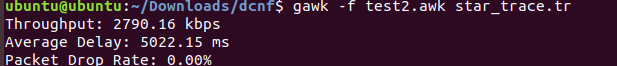 ubuntu@ubuntu:~/Downloads/dcnf$ gawk -f test2.awk star_trace.tr
Throughput: 2790.16 kbps
Average Delay: 5022.15 ms
Packet Drop Rate: 0.00%